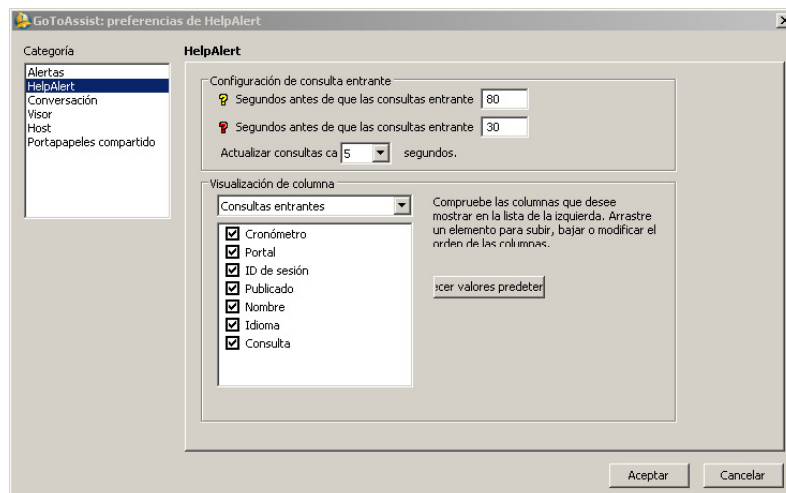 GoToAssist: preferencias de HelpAlert
Categoría
Alertas
HelpAlert
Conversación
Visor
Host
Portapapeles compartido
HelpAlert
Configuración de consulta entrante
Segundos antes de que las consultas entrante 80
Segundos antes de que las consultas entrante 30
Actualizar consultas ca 5 segundos.
Visualización de columna
Consultas entrantes
Cronómetro
Portal
ID de sesión
Publicado
Nombre
Idioma
Consulta
Compruebe las columnas que desee
mostrar en la lista de la izquierda. Arrastre
un elemento para subir, bajar o modificar el
orden de las columnas.
ecer valores predeter
Aceptar
Cancelar